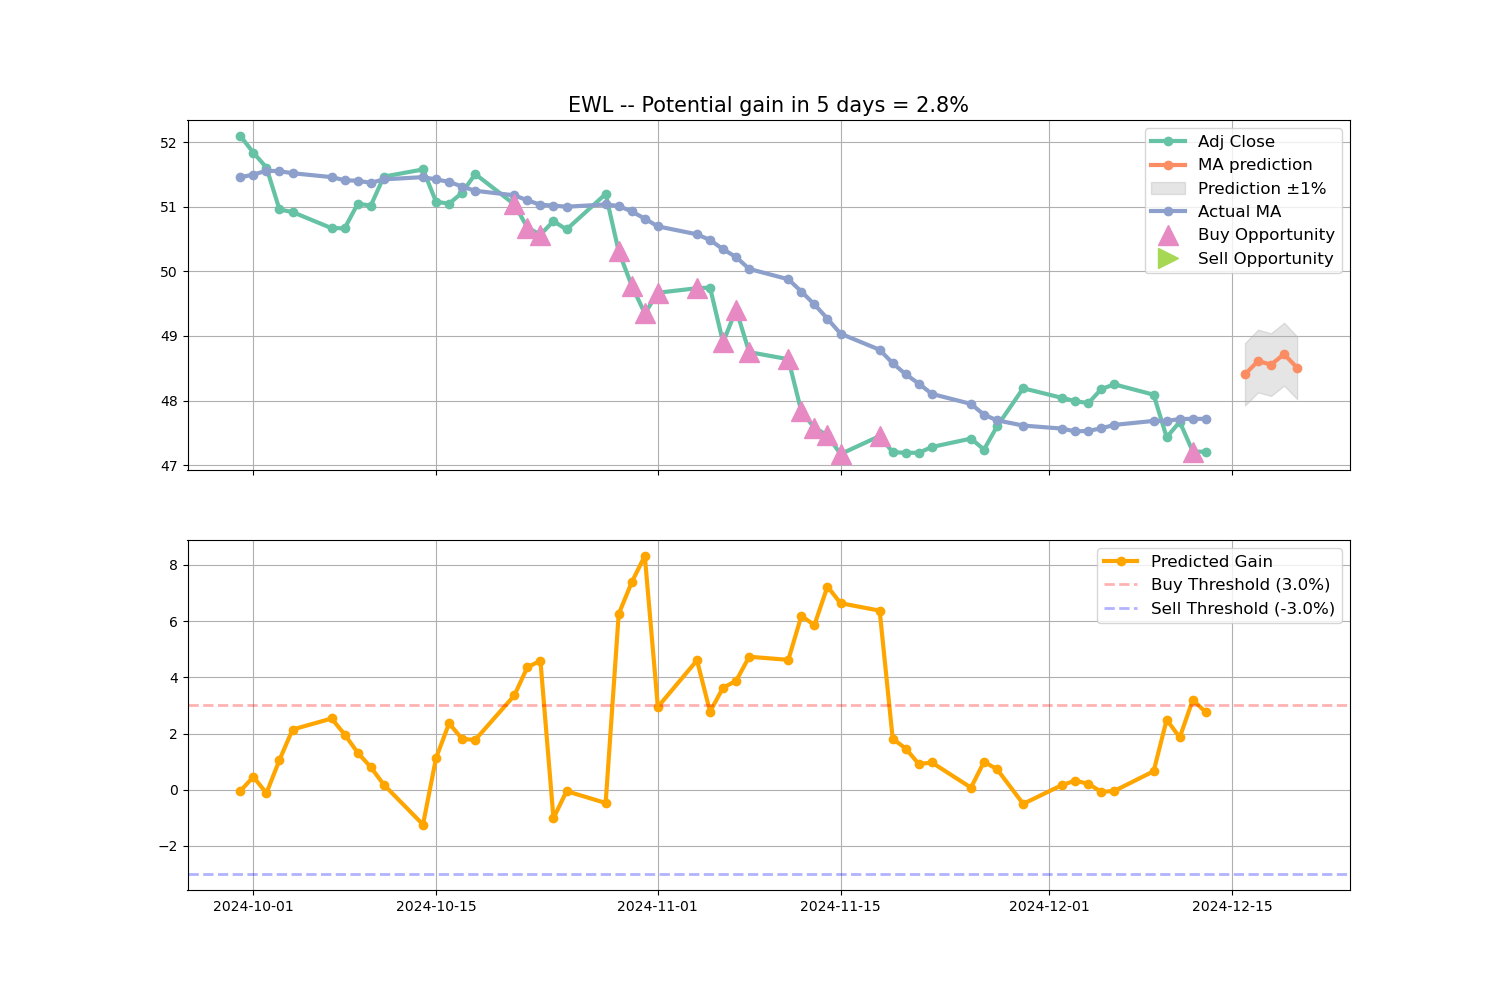 EWL -- Potential gain in 5 days = 2.8%
52
51
50
49
48
47
Adj Close
MA prediction
Prediction ±1%
Actual MA
Buy Opportunity
Sell Opportunity
8
6
4
2
0
−2
Predicted Gain
Buy Threshold (3.0%)
Sell Threshold (-3.0%)
2024-10-01
2024-10-15
2024-11-01
2024-11-15
2024-12-01
2024-12-15